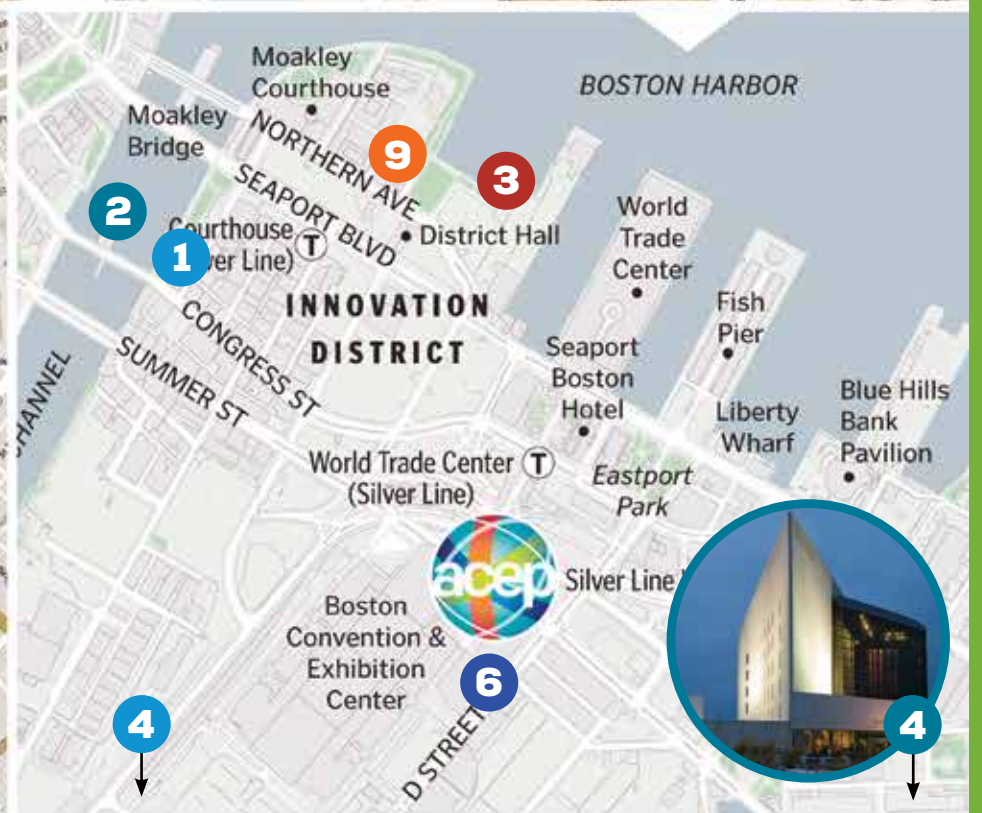 Moakley
Courthouse
BOSTON HARBOR
Moakley
Bridge
NORTHERN AVE
9
3
SEAPORT BLVD
2
Courthouse
T
1
District Hall
World
Trade
Center
INNOVATION
DISTRICT
CONGRESS ST
SUMMER ST
CHANNEL
Fish
Pier
Seaport
Boston
Hotel
Blue Hills
Bank
Pavilion
Liberty
Wharf
World Trade Center T
(Silver Line)
Eastport
Park
acep
Silver Line
Boston
Convention &
Exhibition
Center
6
D STREET
4
4